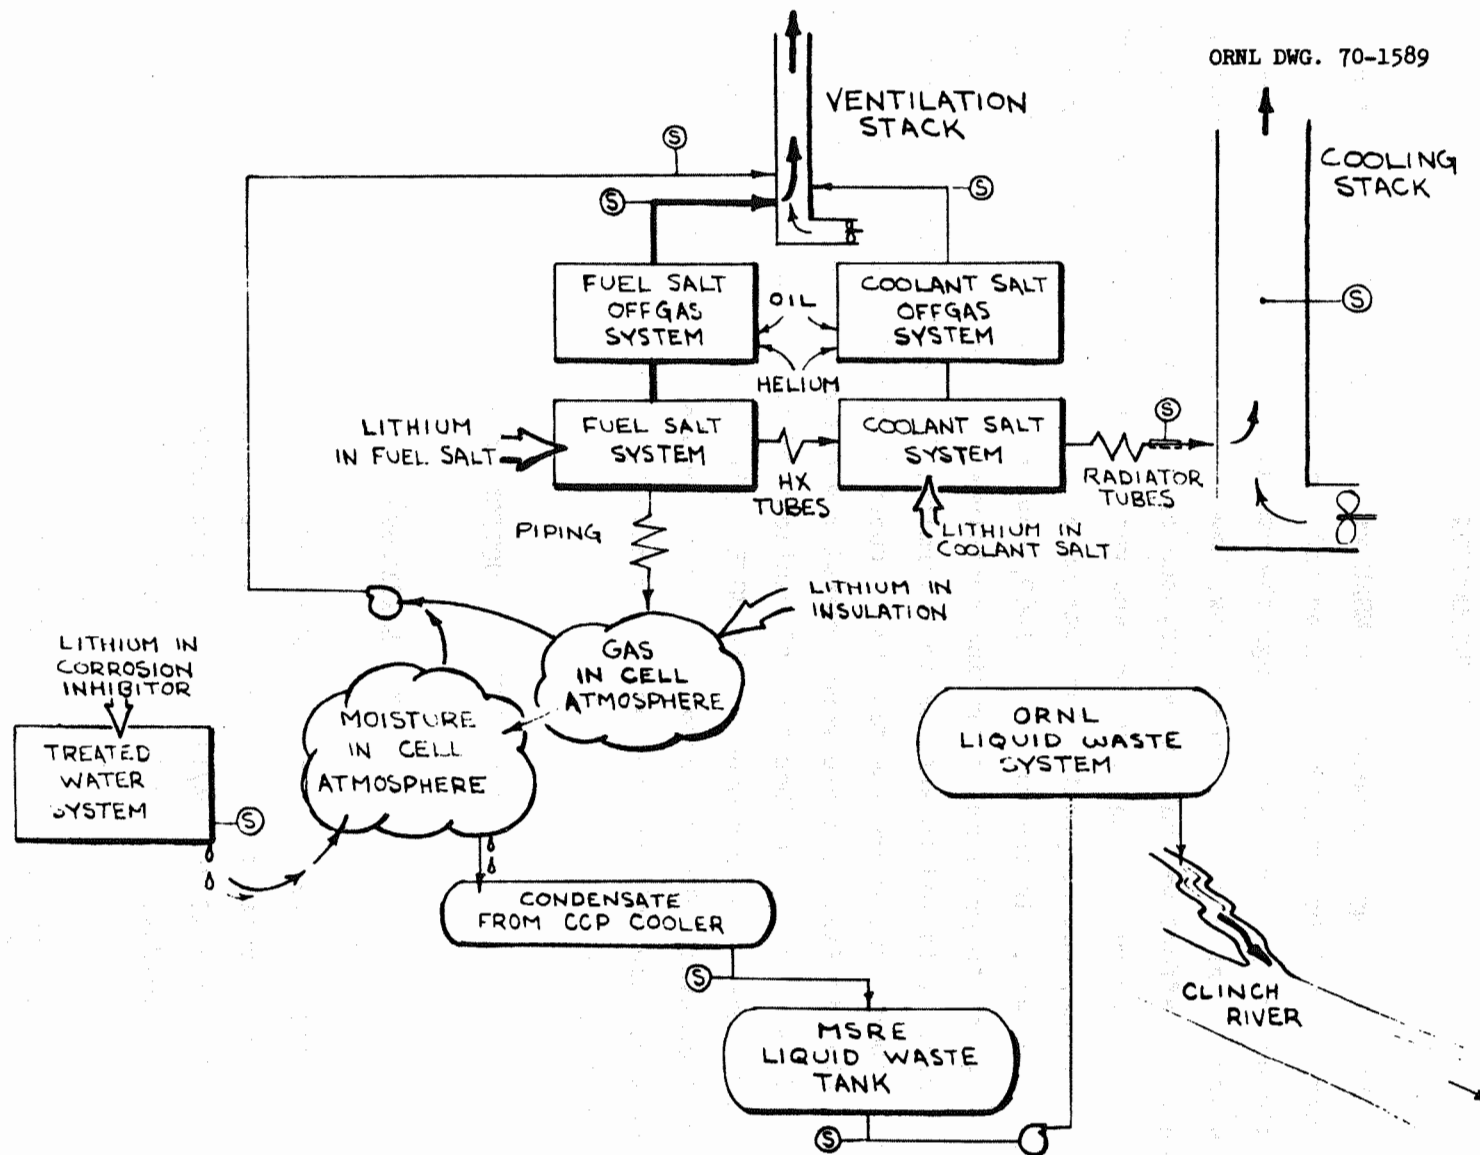 ORNL DWG. 70-1589
VENTILATION
STACK
COOLING
STACK
S
S
S
S
FUEL SALT
OFFGAS
SYSTEM
OIL
HELIUM
COOLANT SALT
OFFGAS
SYSTEM
LITHIUM
IN FUEL SALT
FUEL SALT
SYSTEM
HX
TUBES
COOLANT SALT
SYSTEM
S
RADIATOR
TUBES
LITHIUM IN
COOLANT SALT
PIPING
LITHIUM IN
INSULATION
GAS
IN CELL
ATMOSPHERE
LITHIUM IN
CORROSION
INHIBITOR
TREATED
WATER
SYSTEM
S
MOISTURE
IN CELL
ATMOSPHERE
ORNL
LIQUID WASTE
SYSTEM
CONDENSATE
FROM CCP COOLER
S
CLINCH
RIVER
MSRE
LIQUID WASTE
TANK
S